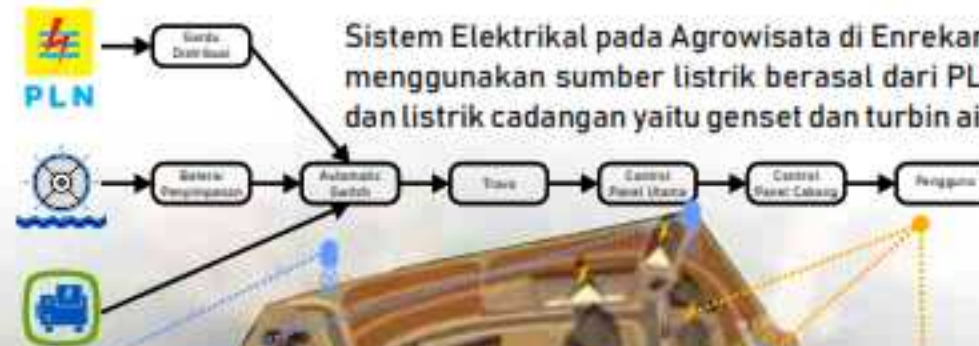 PLN
Gardu
Distribusi
Sistem Elektrikal pada Agrowisata di Enrekan
menggunakan sumber listrik berasal dari PL
dan listrik cadangan yaitu genset dan turbin ai
Baterai
Penyimpanan
Automatic
Switch
Travo
Control
Panel Utama
Control
Panel Cabang
Pengguna